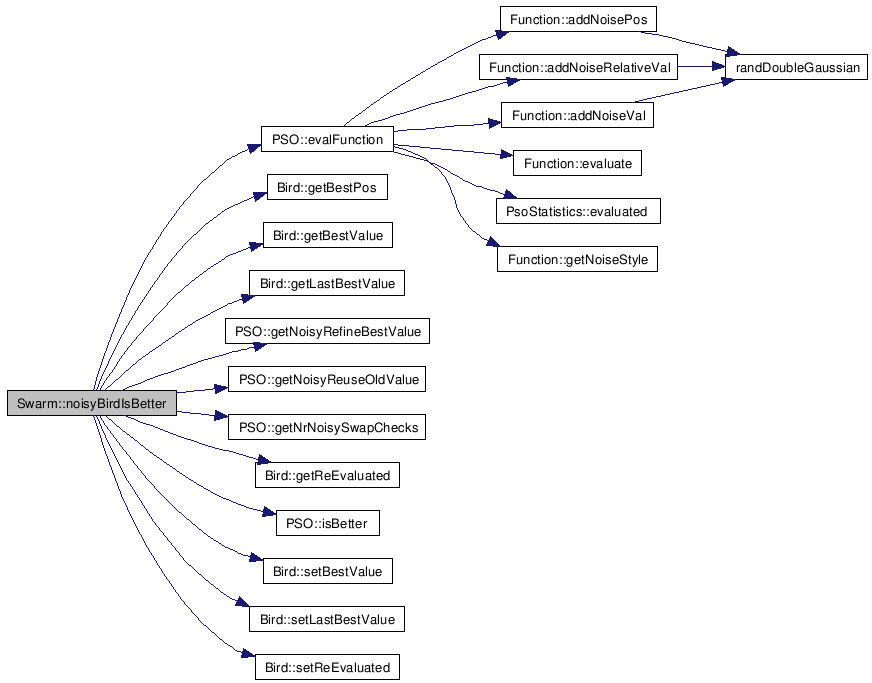 Function::addNoisePos
Function::addNoiseRelativeVal
randDoubleGaussian
Function::addNoiseVal
PSO::evalFunction
Function::evaluate
Bird::getBestPos
PsoStatistics::evaluated
Bird::getBestValue
Function::getNoiseStyle
Bird::getLastBestValue
PSO::getNoisyRefineBestValue
PSO::getNoisyReuseOldValue
Swarm::noisyBirdIsBetter
PSO::getNrNoisySwapChecks
Bird::getReEvaluated
PSO::isBetter
Bird::setBestValue
Bird::setLastBestValue
Bird::setReEvaluated